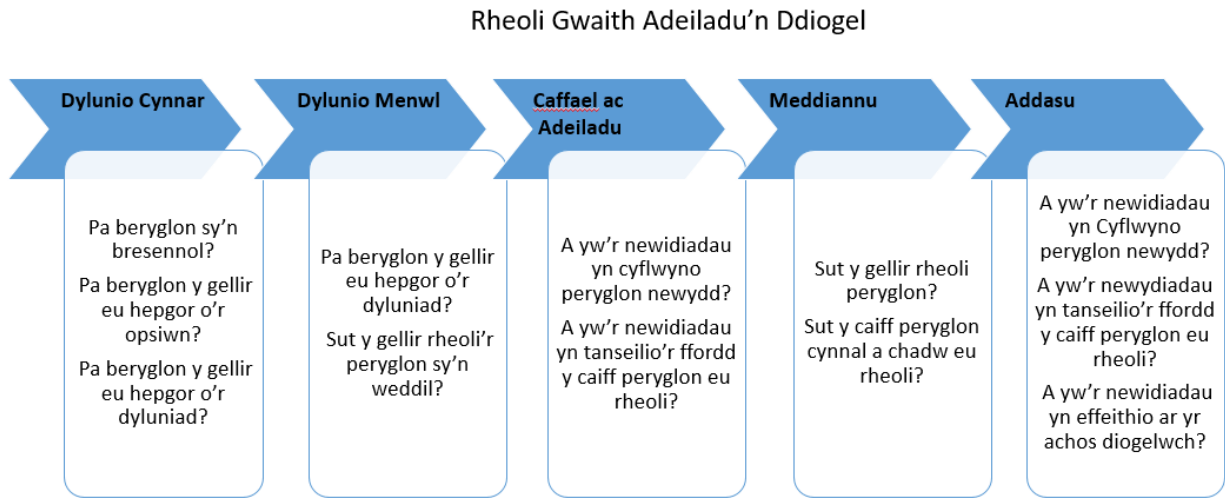 Rheoli Gwaith Adeiladu’n Ddiogel
Dylunio Cynnar
Pa beryglon sy’n
bresennol?
Pa beryglon y gellir
eu hepgor o’r
opsiwn?
Pa beryglon y gellir
eu hepgor o’r
dyluniad?
Dylunio Menwl
Pa beryglon y gellir
eu hepgor o’r
dyluniad?
Sut y gellir rheoli’r
peryglon sy’n
weddil?
Caffael ac
Adeiladu
A yw’r newidiadau
yn cyflwyno
peryglon newydd?
A yw’r newidiadau
yn tanseilio’r ffordd
y caiff peryglon eu
rheoli?
Meddiannu
Sut y gellir rheoli
peryglon?
Sut y caiff peryglon
cynnal a chadw eu
rheoli?
Addasu
A yw’r newidiadau
yn Cyflwyno
peryglon newydd?
A yw’r newydiadau
yn tanseilio’r ffordd
y caiff peryglon eu
rheoli?
A yw’r newidiadau
yn effeithio ar yr
achos diogelwch?